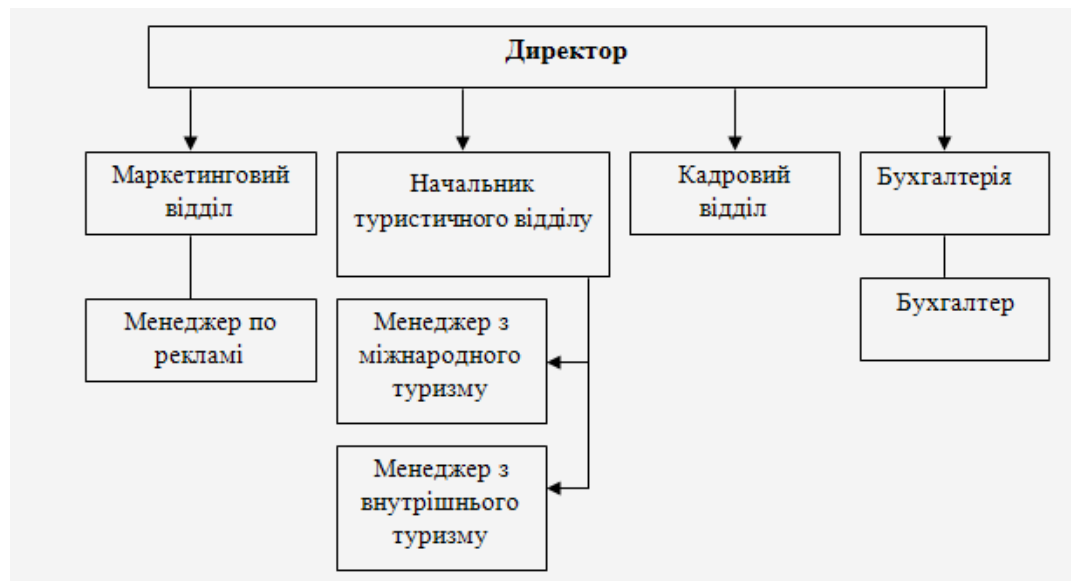 Директор
Маркетинговий
відділ
Начальник
туристичного відділу
Кадровий
відділ
Бухгалтерія
Менеджер по
рекламі
Менеджер з
міжнародного
туризму
Бухгалтер
Менеджер з
внутрішнього
туризму